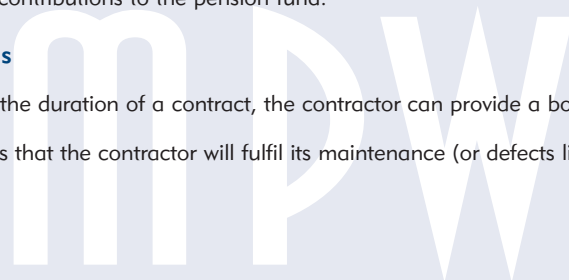 contributions to the pension fund.
s
the duration of a contract, the contractor can provide a bo
s that the contractor will fulfil its maintenance (or defects li
m p W